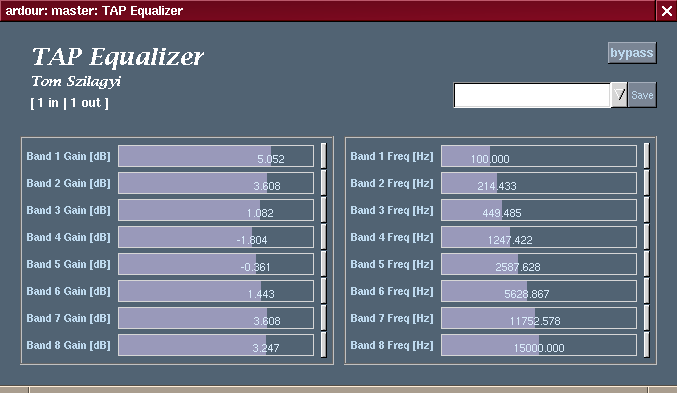 ardour: master: TAP Equalizer
TAP Equalizer
bypass
Tom Szilagyi
[ 1 in | 1 out ]
Save
Band 1 Gain [dB] 5.052
Band 2 Gain [dB] 3.608
Band 3 Gain [dB] 1.082
Band 4 Gain [dB] -1.804
Band 5 Gain [dB] -0.361
Band 6 Gain [dB] 1.443
Band 7 Gain [dB] 3.608
Band 8 Gain [dB] 3.247
Band 1 Freq [Hz] 100.000
Band 2 Freq [Hz] 214.433
Band 3 Freq [Hz] 449.485
Band 4 Freq [Hz] 1247.422
Band 5 Freq [Hz] 2587.628
Band 6 Freq [Hz] 5628.867
Band 7 Freq [Hz] 11752.578
Band 8 Freq [Hz] 15000.000